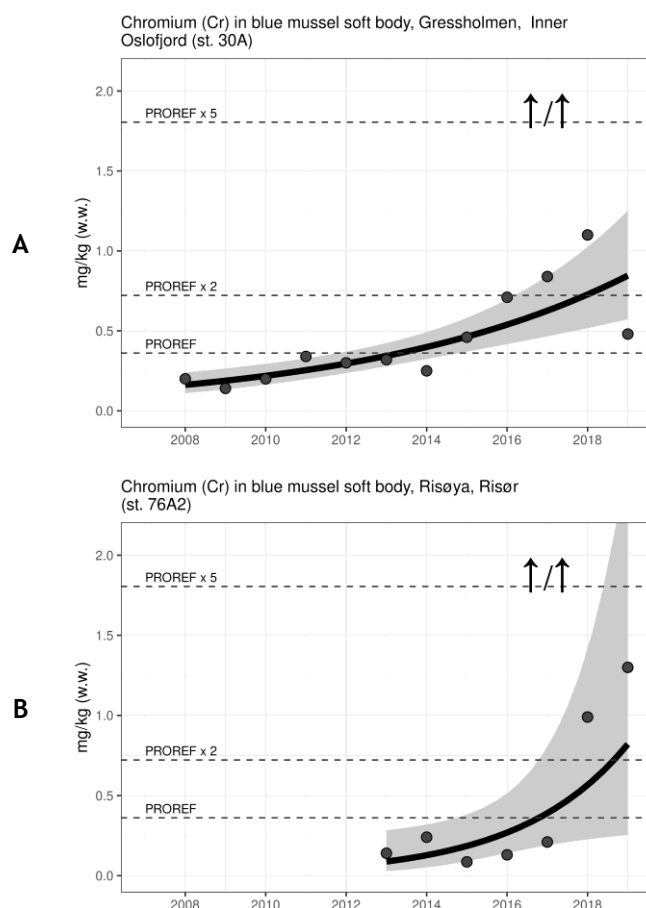 Chromium (Cr) in blue mussel soft body, Gressholmen,  Inner
Oslofjord (st. 30A)
A
mg/kg (w.w.)
2.0
PROREF x 5
↑/↑
1.5
1.0
PROREF x 2
0.5
PROREF
0.0
2008 2010 2012 2014 2016 2018
Chromium (Cr) in blue mussel soft body, Risøya, Risør
(st. 76A2)
B
mg/kg (w.w.)
2.0
PROREF x 5
↑/↑
1.5
1.0
PROREF x 2
0.5
PROREF
0.0
2008 2010 2012 2014 2016 2018